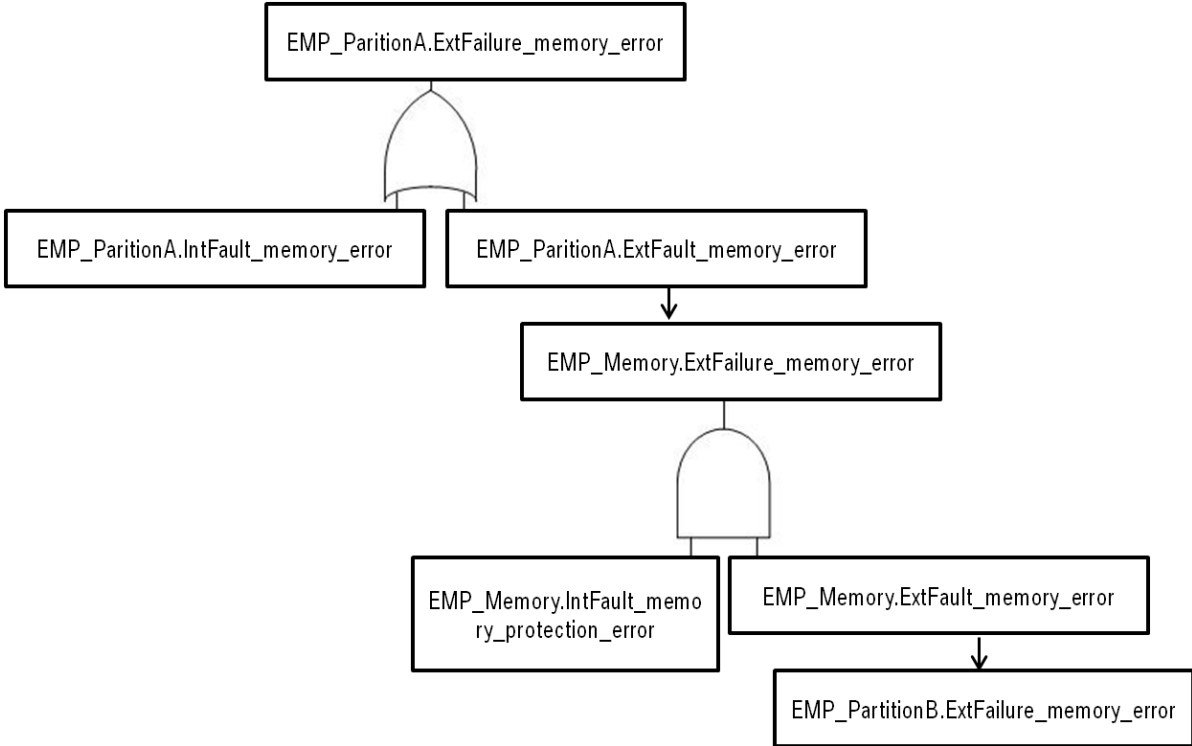 EMP_ParitionA.ExtFailure_memory_error
EMP_ParitionA.IntFault_memory_error
EMP_ParitionA.ExtFault_memory_error
EMP_Memory.ExtFailure_memory_error
EMP_Memory.IntFault_memo
ry_protection_error
EMP_Memory.ExtFault_memory_error
EMP_PartitionB.ExtFailure_memory_error